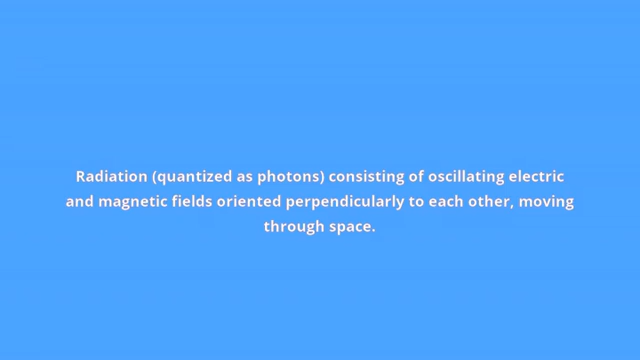 Radiation (quantized as photons) consisting of oscillating electric
and magnetic fields oriented perpendicularly to each other, moving
through space.